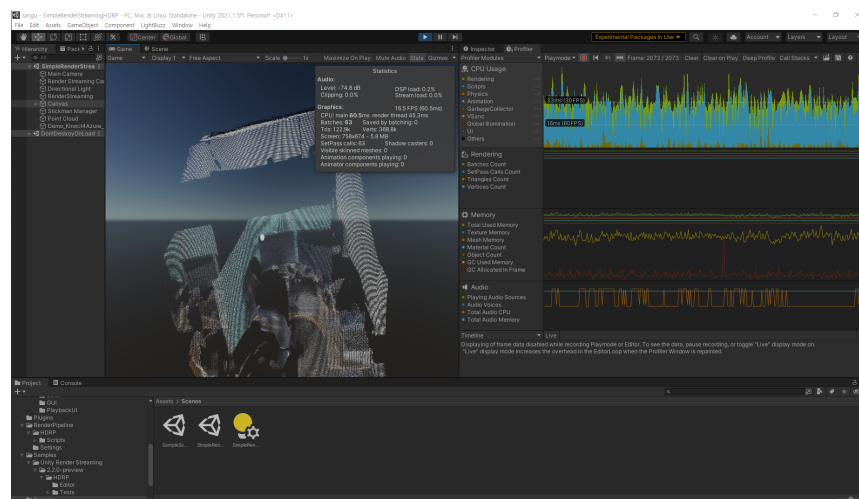 sangu - SimpleRenderStreamingHDRP - PC, Mac & Linux Standalone - Unity 2021.1.5f1 Personal* <DX11>
File Edit Assets GameObject Component LightBuzz Window Help
Center Global
Experimental Packages In Use Account Layers Layout
Hierarchy Pack
All
SimpleRenderStrea
Main Camera
Render Streaming Ca
Directional Light
RenderStreaming
Canvas
Stickman Manager
Point Cloud
Demo_Kinect4Azure_
DontDestroyOnLoad
Game Scene
Game Display 1 Free Aspect Scale 1x Maximize On Play Mute Audio Stats Gizmos
Statistics
Audio:
Level: -74.8 dB DSP load: 0.2%
Clipping: 0.0% Stream load: 0.0%
Graphics: 16.5 FPS (60.5ms)
CPU: main 60.5ms render thread 45.3ms
Batches: 63 Saved by batching: 0
Tris: 122.9k Verts: 368.8k
Screen: 758x674 - 5.8 MB
SetPass calls: 63 Shadow casters: 0
Visible skinned meshes: 0
Animation components playing: 0
Animator components playing: 0
Inspector Profiler
Profiler Modules Playmode Frame: 2073 / 2073 Clear Clear on Play Deep Profile Call Stacks
CPU Usage
Rendering
Scripts
Physics
Animation
GarbageCollector
VSync
Global Illumination
UI
Others
33ms (30FPS)
16ms (60FPS)
Rendering
Batches Count
SetPass Calls Count
Triangles Count
Vertices Count
Memory
Total Used Memory
Texture Memory
Mesh Memory
Material Count
Object Count
GC Used Memory
GC Allocated In Frame
Audio
Playing Audio Sources
Audio Voices
Total Audio CPU
Total Audio Memory
Timeline Live
Displaying of frame data disabled while recording Playmode or Editor. To see the data, pause recording, or toggle "Live" display mode on.
"Live" display mode increases the overhead in the EditorLoop when the Profiler Window is repainted.
Project Console
GUI
PlaybackUI
Plugins
RenderPipeline
HDRP
Scripts
Settings
Samples
Unity Render Streaming
2.2.0-preview
HDRP
Editor
Tests
Assets > Scenes
SampleSc... SimpleRen... SimpleRen...